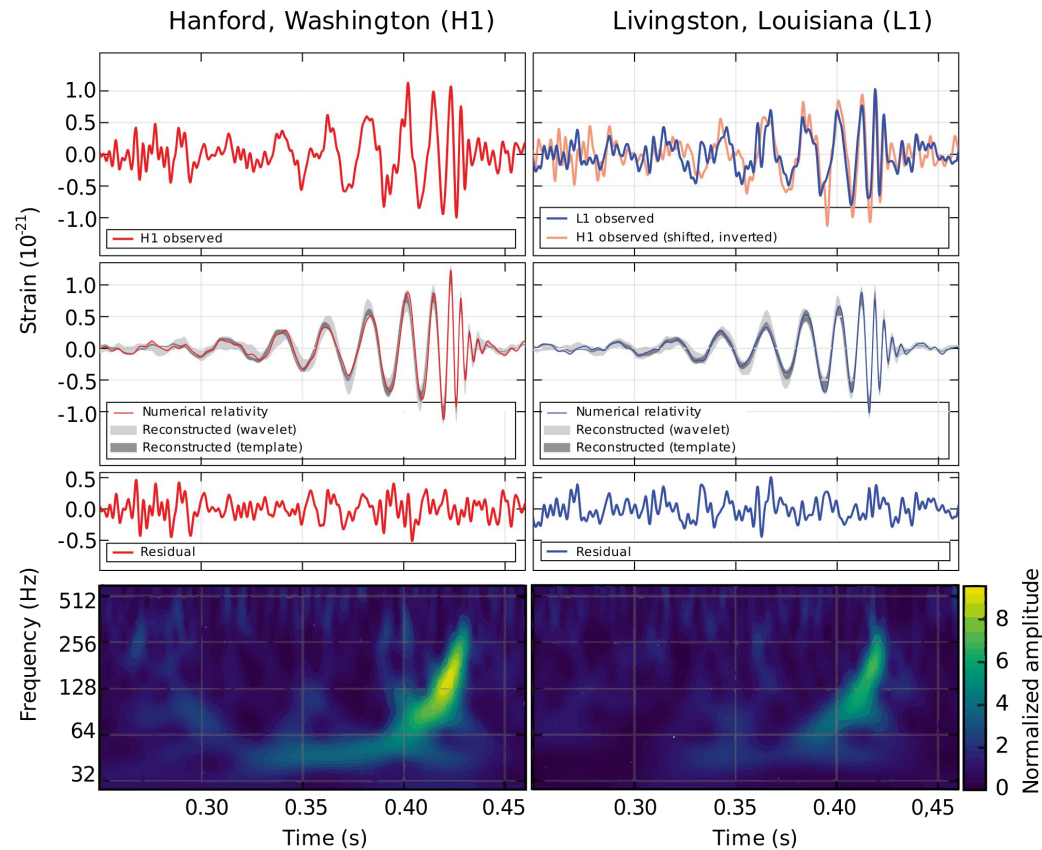 Hanford, Washington (H1)
Livingston, Louisiana (L1)
Strain (10-21)
1.0
0.5
0.0
-0.5
-1.0
H1 observed
L1 observed
H1 observed (shifted, inverted)
1.0
0.5
0.0
-0.5
-1.0
Numerical relativity
Reconstructed (wavelet)
Reconstructed (template)
Numerical relativity
Reconstructed (wavelet)
Reconstructed (template)
0.5
0.0
-0.5
Residual
Residual
Frequency (Hz)
512
256
128
64
32
Normalized amplitude
8
6
4
2
0
0.30
0.35
0.40
0.45
0.30
0.35
0.40
0,45
Time (s)
Time (s)